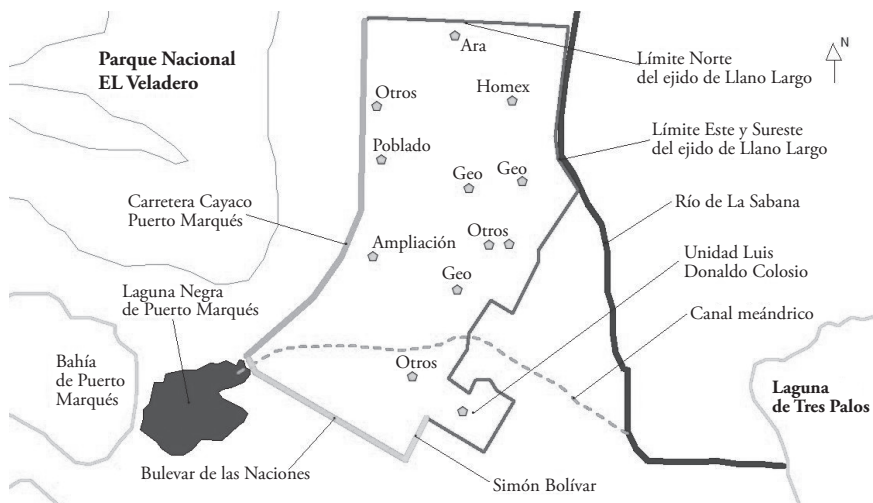 Parque Nacional
EL Veladero
Ara
N
Límite Norte
del ejido de Llano Largo
Otros
Homex
Límite Este y Sureste
del ejido de Llano Largo
Poblado
Geo
Geo
Carretera Cayaco
Puerto Marqués
Río de La Sabana
Ampliación
Otros
Unidad Luis
Donaldo Colosio
Geo
Laguna Negra
de Puerto Marqués
Canal meándrico
Bahía
de Puerto
Marqués
Otros
Laguna
de Tres Palos
Bulevar de las Naciones
Simón Bolívar